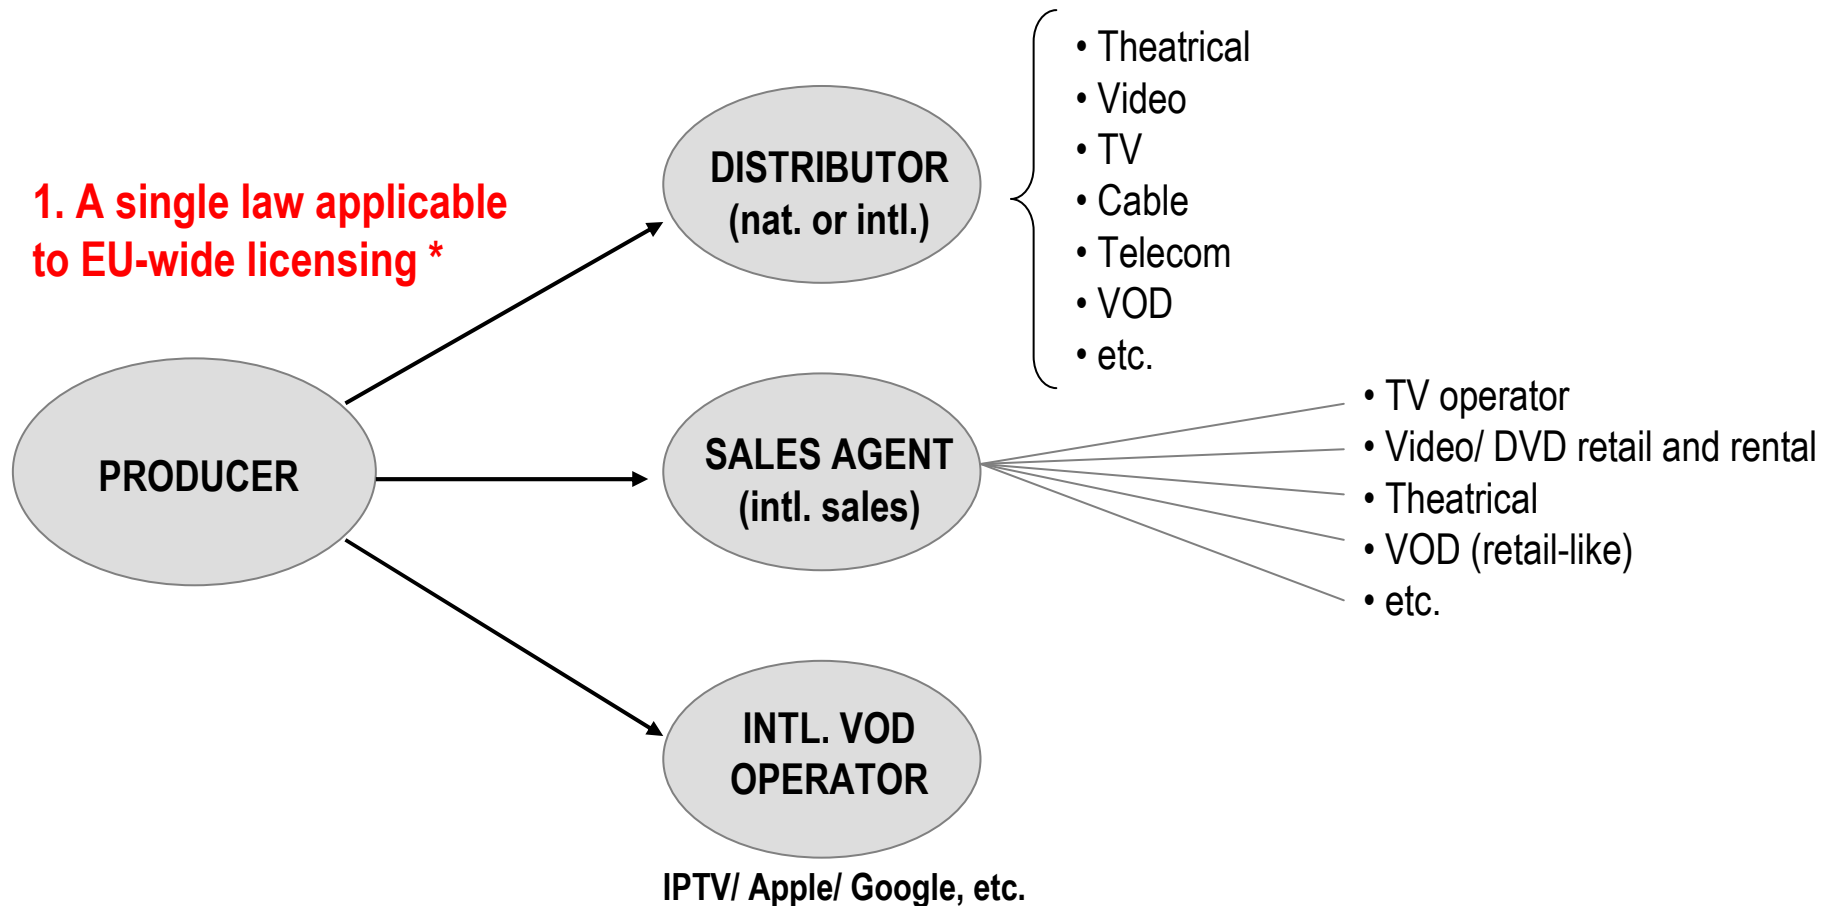 1. A single law applicable
to EU-wide licensing *
PRODUCER
DISTRIBUTOR
(nat. or intl.)
• Theatrical
• Video
• TV
• Cable
• Telecom
• VOD
• etc.
SALES AGENT
(intl. sales)
• TV operator
• Video/ DVD retail and rental
• Theatrical
• VOD (retail-like)
• etc.
INTL. VOD
OPERATOR
IPTV/ Apple/ Google, etc.